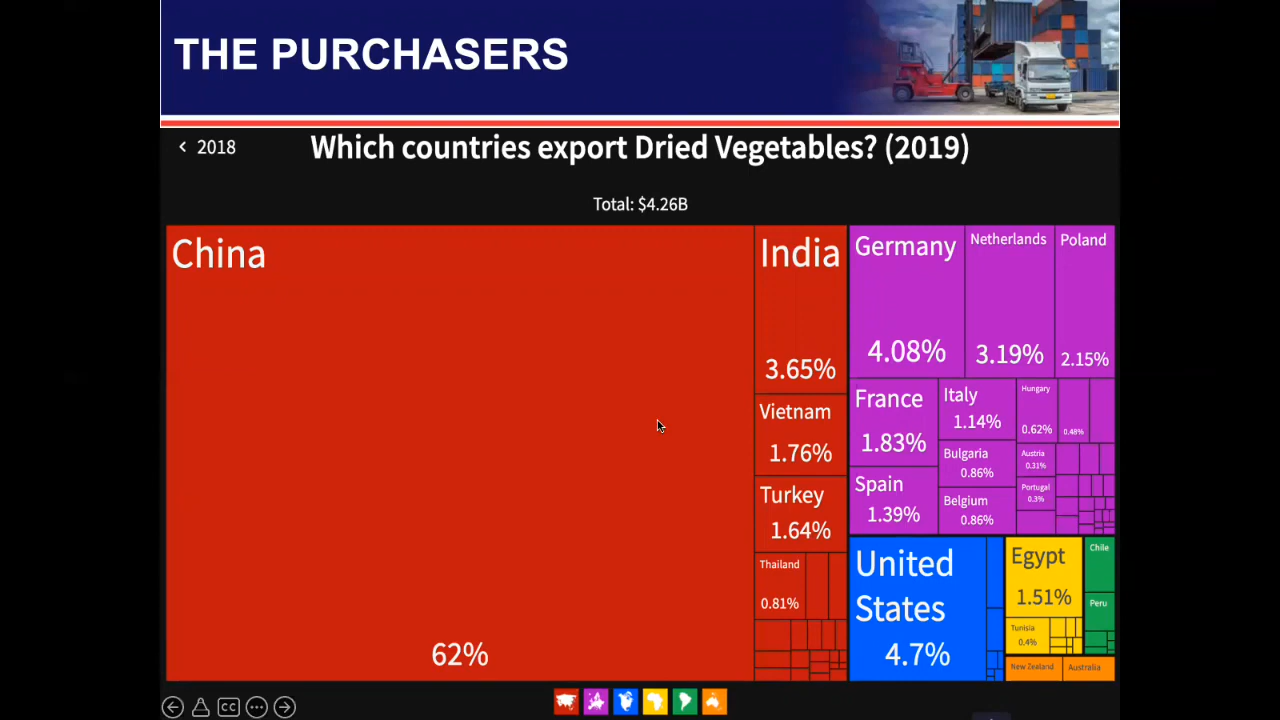 THE PURCHASERS
< 2018
Which countries export Dried Vegetables? (2019)
Total: $4.26B
China
62%
India
3.65%
Vietnam
1.76%
Turkey
1.64%
Thailand
0.81%
Germany
4.08%
Netherlands
3.19%
Poland
2.15%
France
1.83%
Spain
1.39%
Italy
1.14%
Bulgaria
0.86%
Belgium
0.86%
Hungary
0.62%
0.48%
Austria
0.31%
Portugal
0.3%
United
States
4.7%
Egypt
1.51%
Tunisia
0.4%
Chile
Peru
New Zealand
Australia
CC